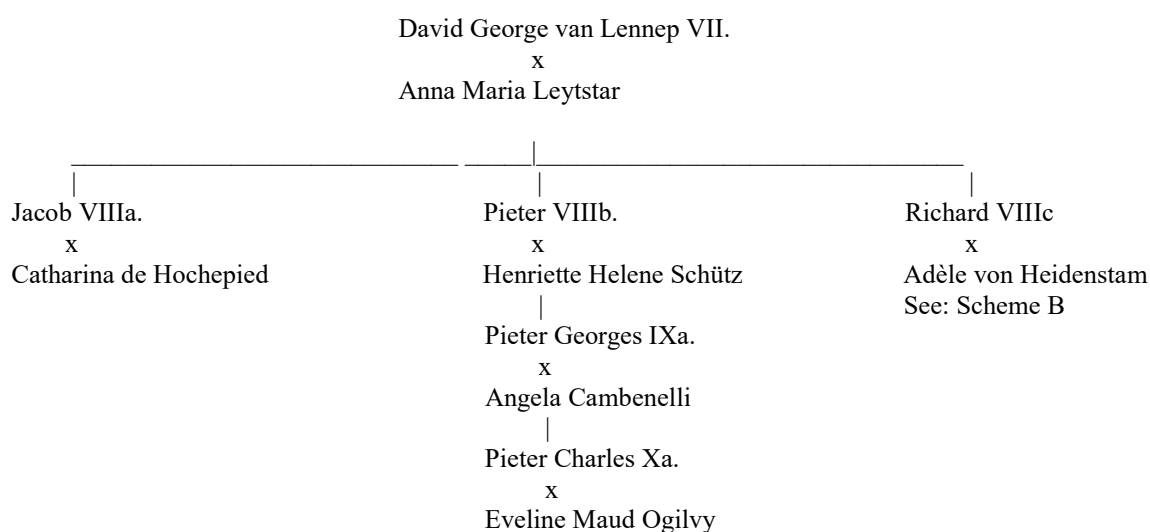 David George van Lennep VII.
x
Anna Maria Leytstar
Jacob VIIIa. Pieter VIIIb. Richard VIIIc
x x x
Catharina de Hochepied Henriette Helene Schütz Adèle von Heidenstam
See: Scheme B
Pieter Georges IXa.
x
Angela Cambenelli
Pieter Charles Xa.
x
Eveline Maud Ogilvy